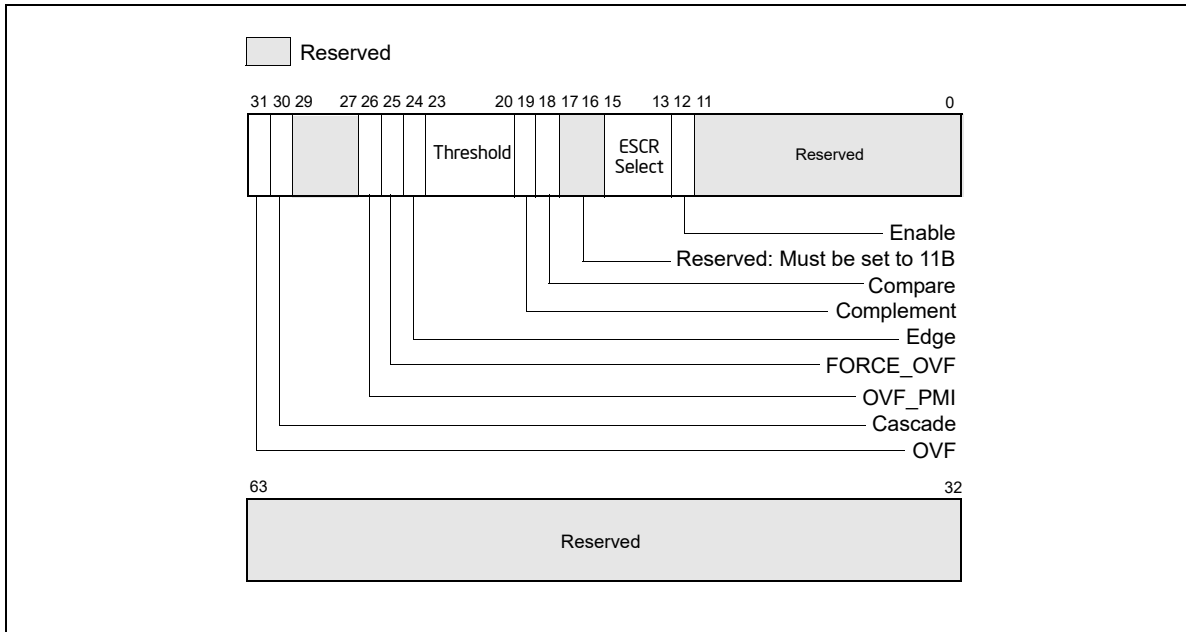 Reserved
31 30 29 27 26 25 24 23 20 19 18 17 16 15 13 12 11 0
Threshold
ESCR
Select
Reserved
Enable
Reserved: Must be set to 11B
Compare
Complement
Edge
FORCE_OVF
OVF_PMI
Cascade
OVF
63 32
Reserved